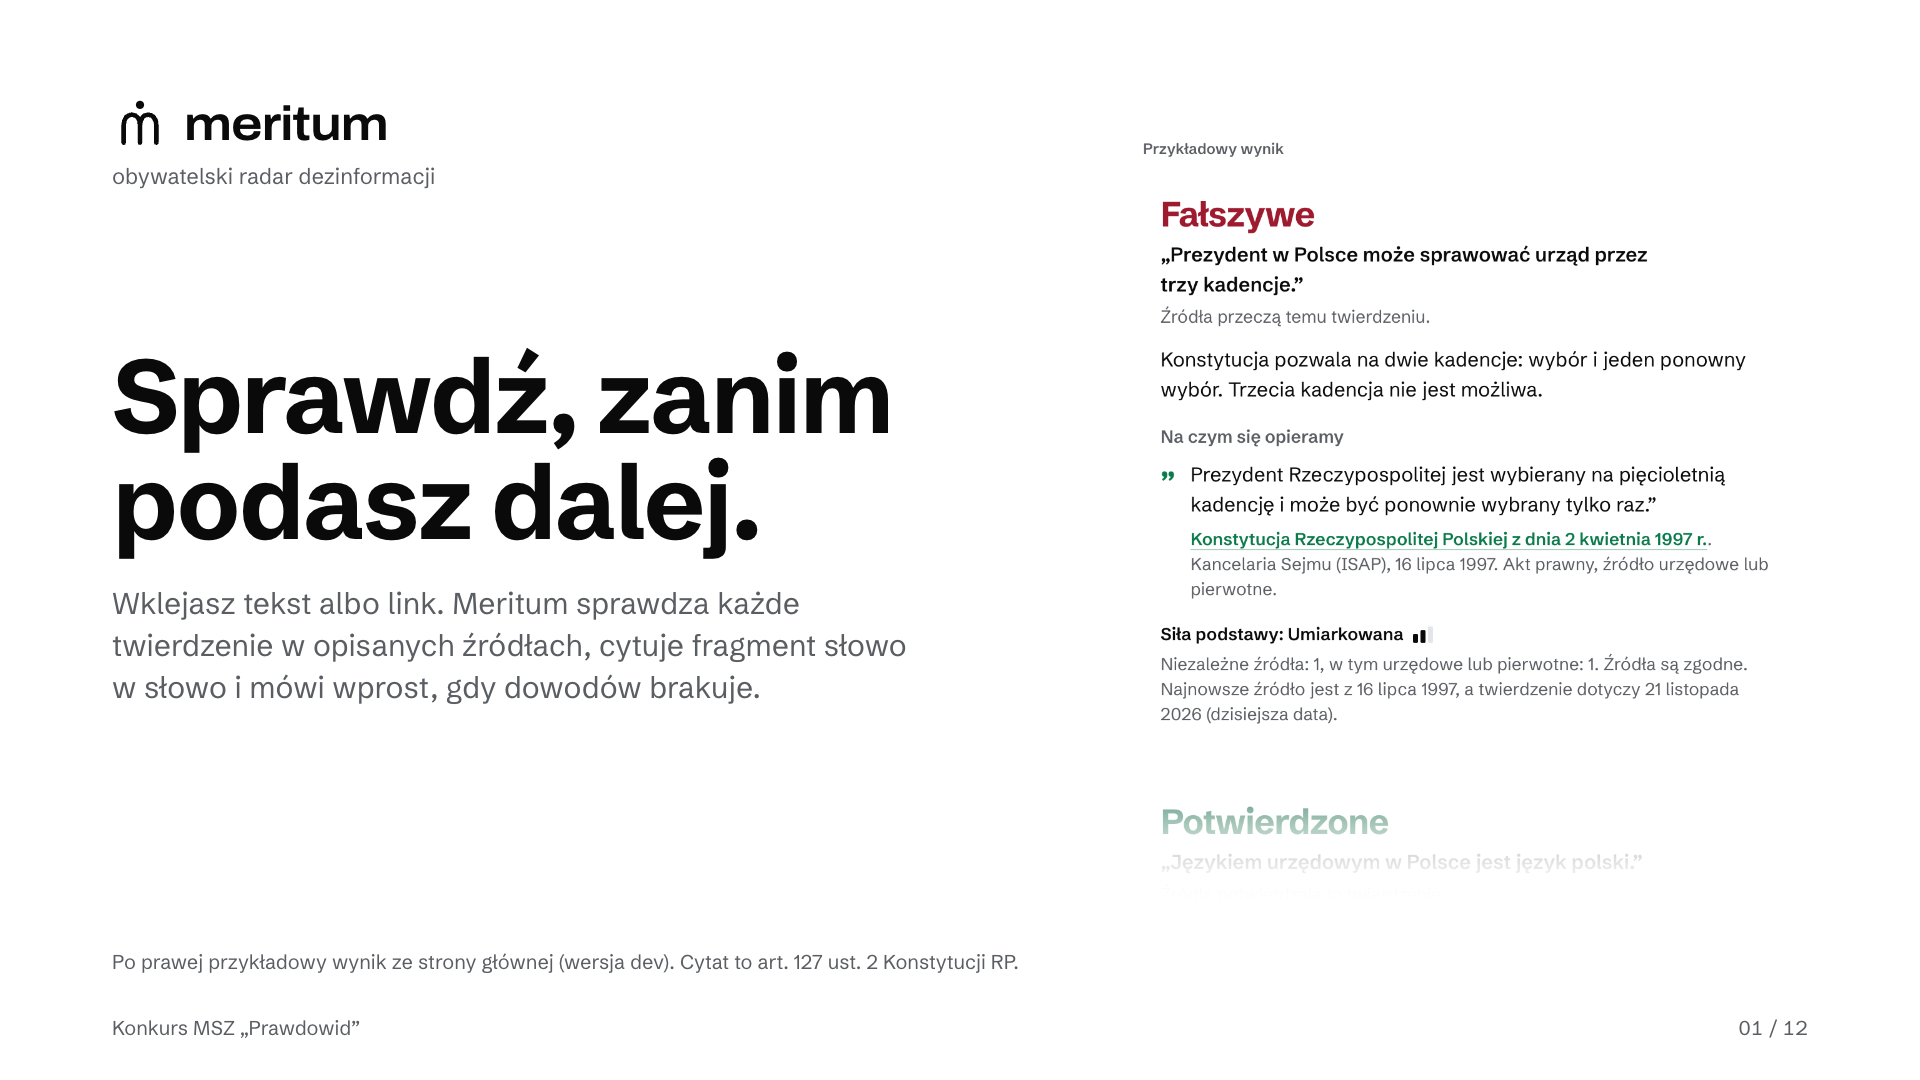 meritum
obywatelski radar dezinformacji
Sprawdź, zanim
podasz dalej.
Wklejasz tekst albo link. Meritum sprawdza każde
twierdzenie w opisanych źródłach, cytuje fragment słowo
w słowo i mówi wprost, gdy dowodów brakuje.
Przykładowy wynik
Fałszywe
„Prezydent w Polsce może sprawować urząd przez
trzy kadencje.”
Źródła przeczą temu twierdzeniu.
Konstytucja pozwala na dwie kadencje: wybór i jeden ponowny
wybór. Trzecia kadencja nie jest możliwa.
Na czym się opieramy
” Prezydent Rzeczypospolitej jest wybierany na pięcioletnią
kadencję i może być ponownie wybrany tylko raz.”
Konstytucja Rzeczypospolitej Polskiej z dnia 2 kwietnia 1997 r..
Kancelaria Sejmu (ISAP), 16 lipca 1997. Akt prawny, źródło urzędowe lub
pierwotne.
Siła podstawy: Umiarkowana
Niezależne źródła: 1, w tym urzędowe lub pierwotne: 1. Źródła są zgodne.
Najnowsze źródło jest z 16 lipca 1997, a twierdzenie dotyczy 21 listopada
2026 (dzisiejsza data).
Potwierdzone
„Językiem urzędowym w Polsce jest język polski.”
Po prawej przykładowy wynik ze strony głównej (wersja dev). Cytat to art. 127 ust. 2 Konstytucji RP.
Konkurs MSZ „Prawdowid”
01 / 12